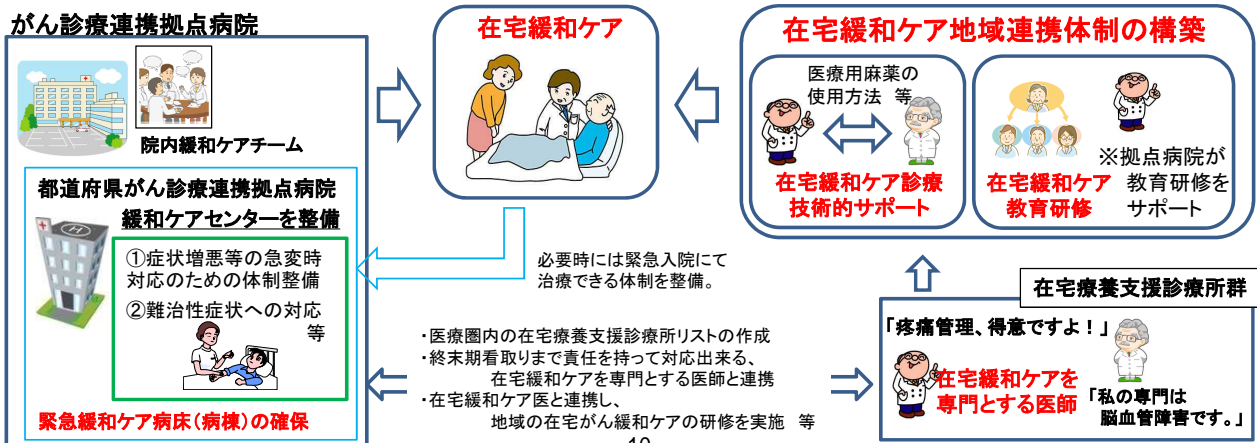 がん診療連携拠点病院
院内緩和ケアチーム
都道府県がん診療連携拠点病院
緩和ケアセンターを整備
①症状増悪等の急変時
対応のための体制整備
②難治性症状への対応
等
緊急緩和ケア病床(病棟)の確保
在宅緩和ケア
必要時には緊急入院にて
治療できる体制を整備。
・医療圏内の在宅療養支援診療所リストの作成
・終末期看取りまで責任を持って対応出来る、
在宅緩和ケアを専門とする医師と連携
・在宅緩和ケア医と連携し、
地域の在宅がん緩和ケアの研修を実施 等
在宅緩和ケア地域連携体制の構築
医療用麻薬の
使用方法 等
在宅緩和ケア診療
技術的サポート
在宅緩和ケア
教育研修
※拠点病院が
教育研修を
サポート
在宅療養支援診療所群
「疼痛管理、得意ですよ!」
在宅緩和ケアを
専門とする医師
「私の専門は
脳血管障害です。」
H